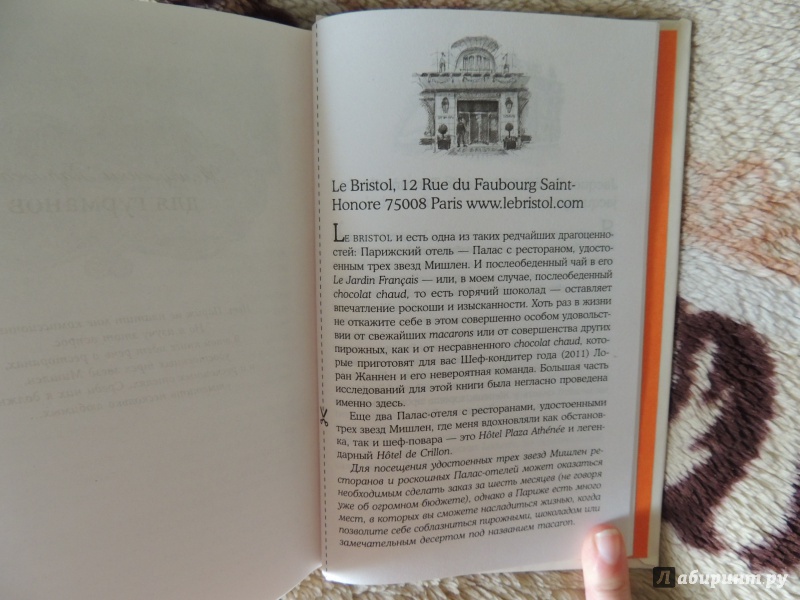 Le Bristol, 12 Rue du Faubourg Saint-
Honore 75008 Paris www.lebristol.com
LE BRISTOL и есть одна из таких редчайших драгоценно-
стей: Парижский отель — Палас с рестораном, удосто-
енным трех звезд Мишлен. И послеобеденный чай в его
Le Jardin Français — или, в моем случае, послеобеденный
chocolat chaud, то есть горячий шоколад — оставляет
впечатление роскоши и изысканности. Хоть раз в жизни
не откажите себе в этом совершенно особом удовольст-
вии от свежайших macarons или от совершенства других
пирожных, как и от несравненного chocolat chaud, кото-
рые приготовят для вас Шеф-кондитер года (2011) Ло-
ран Жаннен и его невероятная команда. Большая часть
исследований для этой книги была негласно проведена
именно здесь.
Еще два Палас-отеля с ресторанами, удостоенными
трех звезд Мишлен, где меня вдохновляли как обстанов-
ка, так и шеф-повара — это Hôtel Plaza Athénée и леген-
дарный Hôtel de Crillon.
Для посещения удостоенных трех звезд Мишлен ре-
сторанов и роскошных Палас-отелей может оказаться
необходимым сделать заказ за шесть месяцев (не говоря
уже об огромном бюджете), однако в Париже есть много
мест, в которых вы сможете насладиться жизнью, когда
позволите себе соблазниться пирожными, шоколадом или
замечательным десертом под названием macaron.
Лабиринт.ру